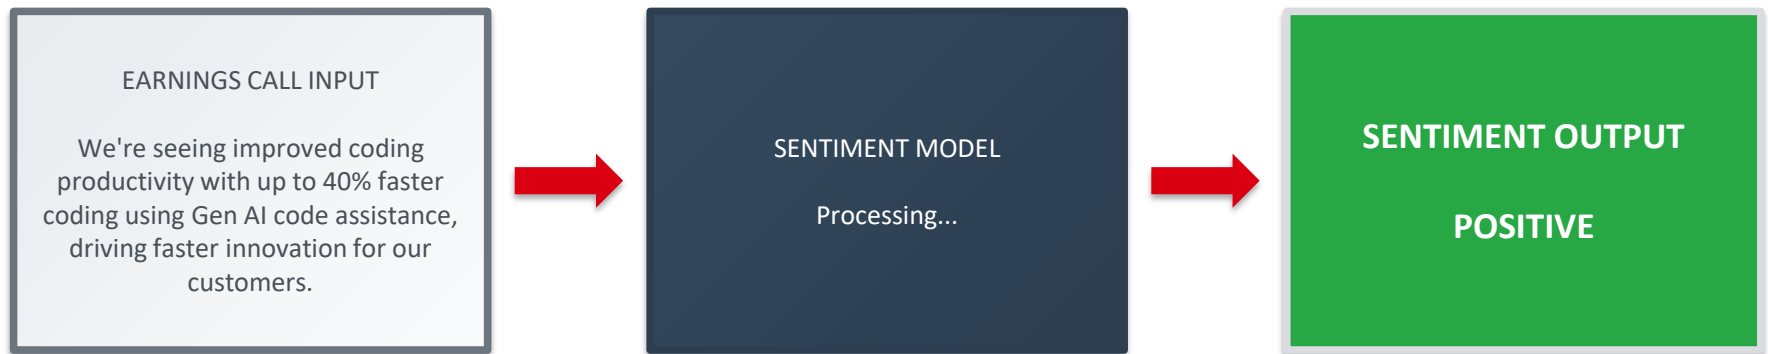 EARNINGS CALL INPUT
We're seeing improved coding
productivity with up to 40% faster
coding using Gen AI code assistance,
driving faster innovation for our
customers.
SENTIMENT MODEL
Processing...
SENTIMENT OUTPUT
POSITIVE